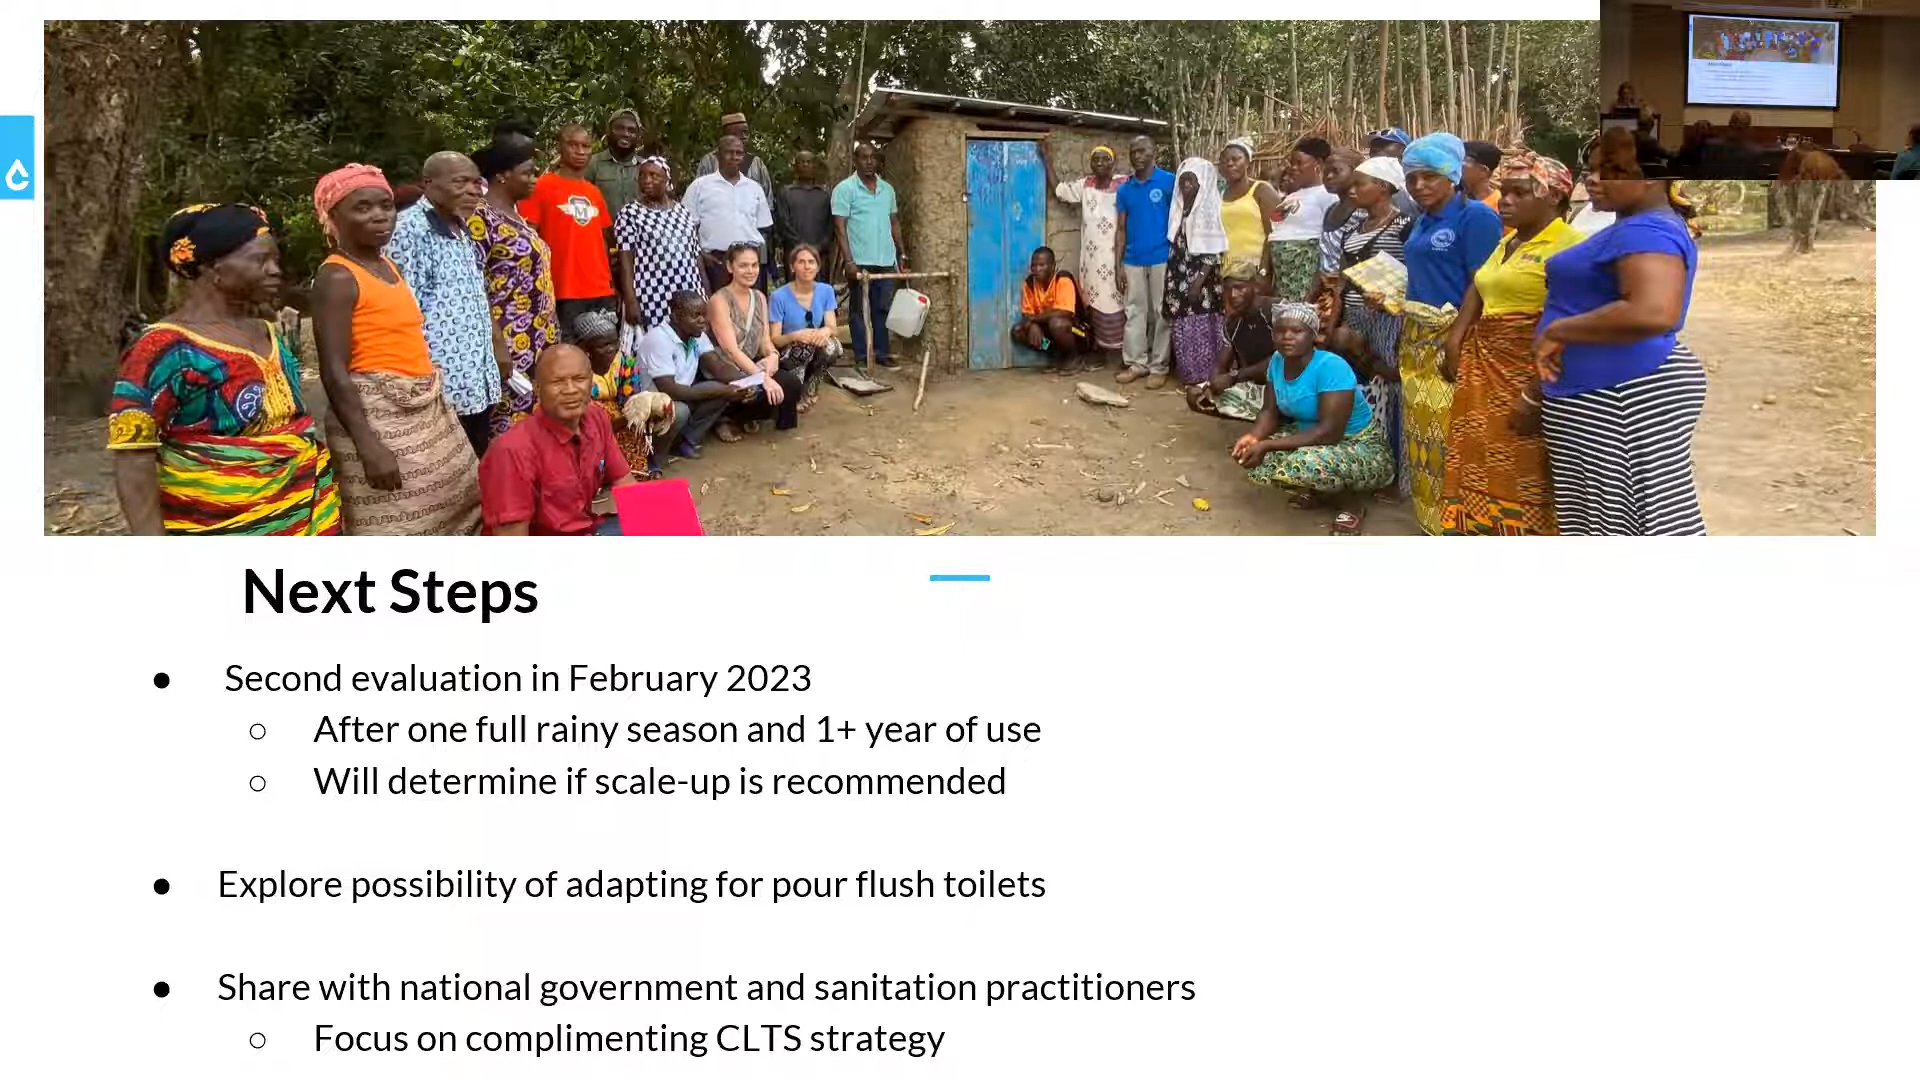 Next Steps
● Second evaluation in February 2023
○ After one full rainy season and 1+ year of use
○ Will determine if scale-up is recommended
● Explore possibility of adapting for pour flush toilets
● Share with national government and sanitation practitioners
○ Focus on complimenting CLTS strategy